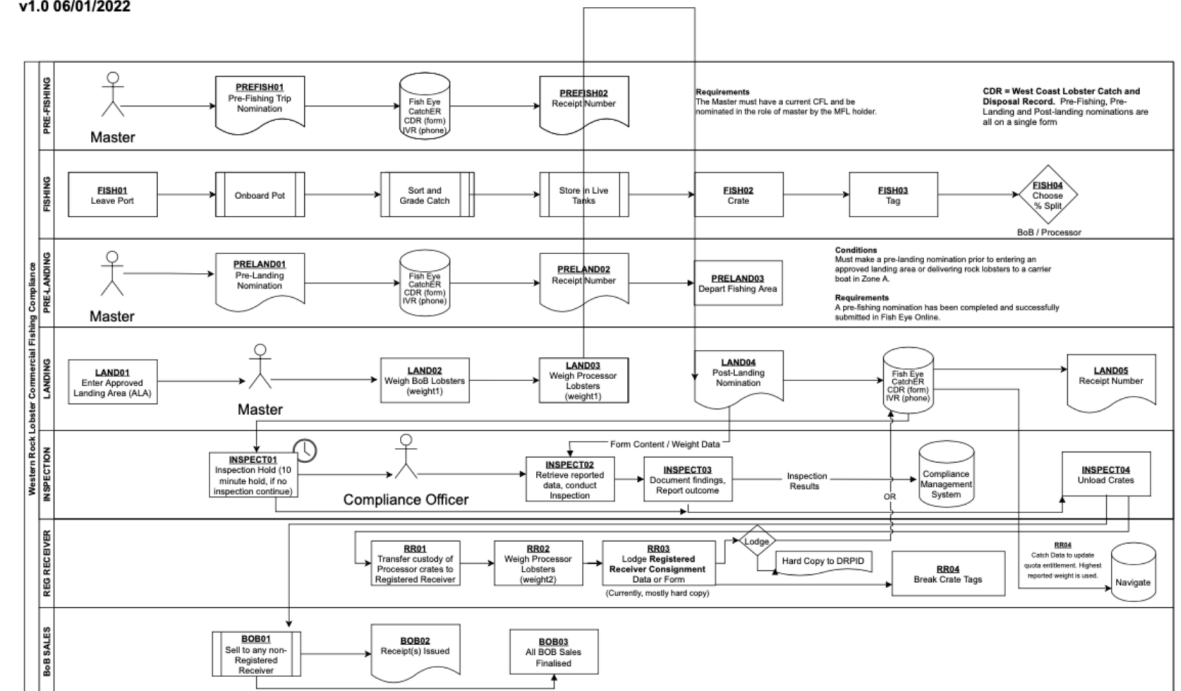 v1.0 06/01/2022
Western Rock Lobster Commercial Fishing Compliance
PRE-FISHING
Master
PREFISH01
Pre-Fishing Trip
Nomination
Fish Eye
CatchER
CDR (form)
IVR (phone)
PREFISH02
Receipt Number
Requirements
The Master must have a current CFL and be
nominated in the role of master by the MFL holder.
CDR = West Coast Lobster Catch and
Disposal Record. Pre-Fishing, Pre-
Landing and Post-landing nominations are
all on a single form
FISHING
FISH01
Leave Port
Onboard Pot
Sort and
Grade Catch
Store in Live
Tanks
FISH02
Crate
FISH03
Tag
FISH04
Choose
% Split
BoB / Processor
PRE-LANDING
Master
PRELAND01
Pre-Landing
Nomination
Fish Eye
CatchER
CDR (form)
IVR (phone)
PRELAND02
Receipt Number
PRELAND03
Depart Fishing Area
Conditions
Must make a pre-landing nomination prior to entering an
approved landing area or delivering rock lobsters to a carrier
boat in Zone A.
Requirements
A pre-fishing nomination has been completed and successfully
submitted in Fish Eye Online.
LANDING
LAND01
Enter Approved
Landing Area (ALA)
Master
LAND02
Weigh BoB Lobsters
(weight1)
LAND03
Weigh Processor
Lobsters
(weight1)
LAND04
Post-Landing
Nomination
Fish Eye
CatchER
CDR (form)
IVR (phone)
LAND05
Receipt Number
INSPECTION
INSPECT01
Inspection Hold (10
minute hold, if no
inspection continue)
Compliance Officer
Form Content / Weight Data
INSPECT02
Retrieve reported
data, conduct
Inspection
INSPECT03
Document findings,
Report outcome
Inspection
Results
OR
Compliance
Management
System
INSPECT04
Unload Crates
REG RECEIVER
RR01
Transfer custody of
Processor crates to
Registered Receiver
RR02
Weigh Processor
Lobsters
(weight2)
RR03
Lodge Registered
Receiver Consignment
Data or Form
(Currently, mostly hard copy)
Lodge
Hard Copy to DRPID
RR04
Break Crate Tags
RR04
Catch Data to update
quota entitlement. Highest
reported weight is used.
Navigate
BoB SALES
BOB01
Sell to any non-
Registered
Receiver
BOB02
Receipt(s) Issued
BOB03
All BOB Sales
Finalised